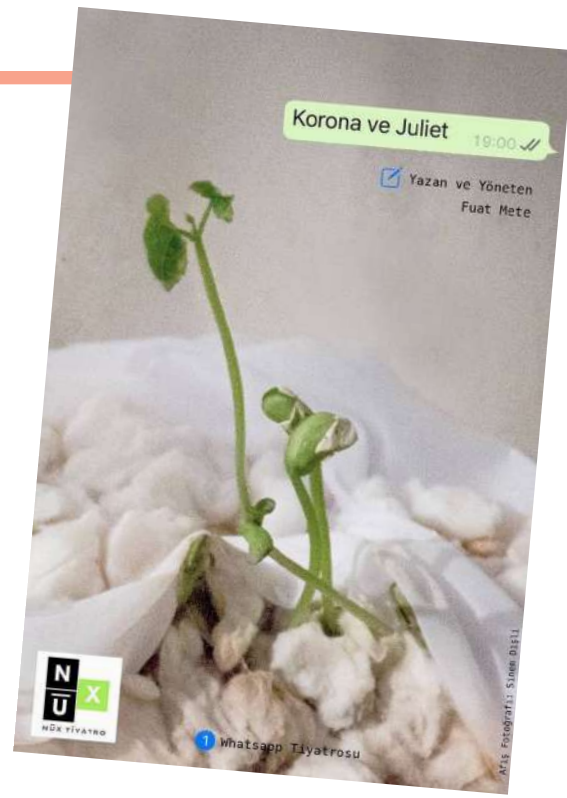 Korona ve Juliet
19:00
Yazan ve Yöneten
Fuat Mete
Afiş Fotoğrafı: Sinem Dişli
N
Ü
X
NÜX TİYATRO
1 Whatsapp Tiyatrosu